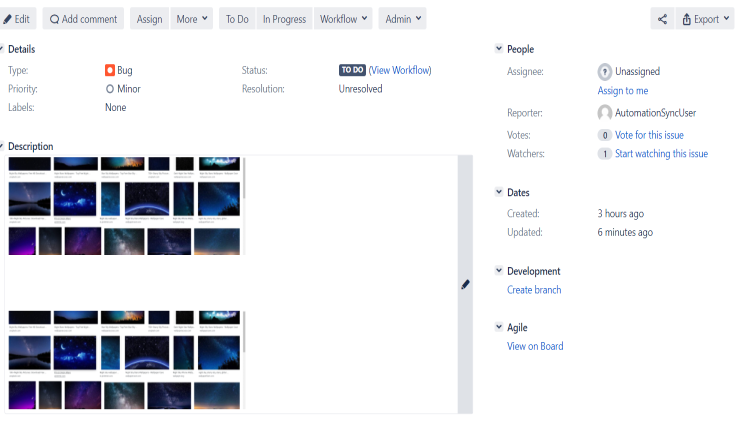 Edit
Add comment
Assign
More
To Do
In Progress
Workflow
Admin
Export
Details
Type: Bug
Status: TO DO (View Workflow)
Priority: Minor
Resolution: Unresolved
Labels: None
Description
People
Assignee: Unassigned
Assign to me
Reporter: AutomationSyncUser
Votes: 0 Vote for this issue
Watchers: 1 Start watching this issue
Dates
Created: 3 hours ago
Updated: 6 minutes ago
Development
Create branch
Agile
View on Board